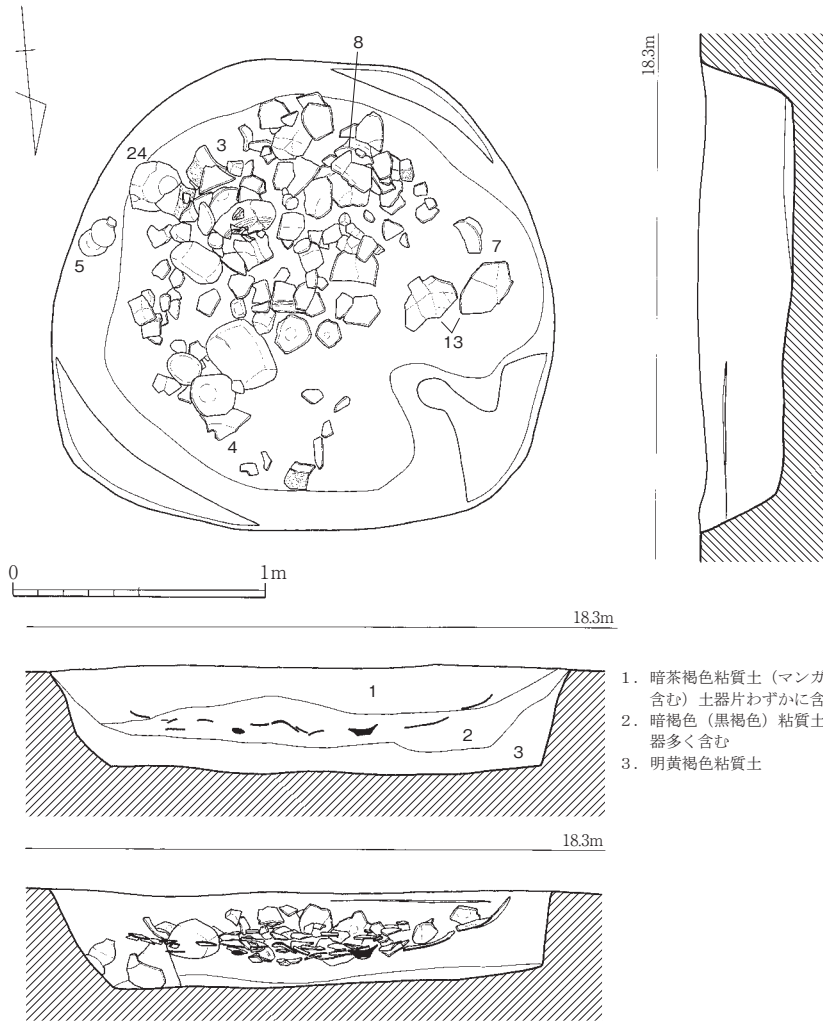 8
3
24
5
7
13
4
18.3m
0 1m
18.3m
1
2
3
1. 暗茶褐色粘質土（マンガ
含む）土器片わずかに含
2. 暗褐色（黒褐色）粘質土
器多く含む
3. 明黄褐色粘質土
18.3m